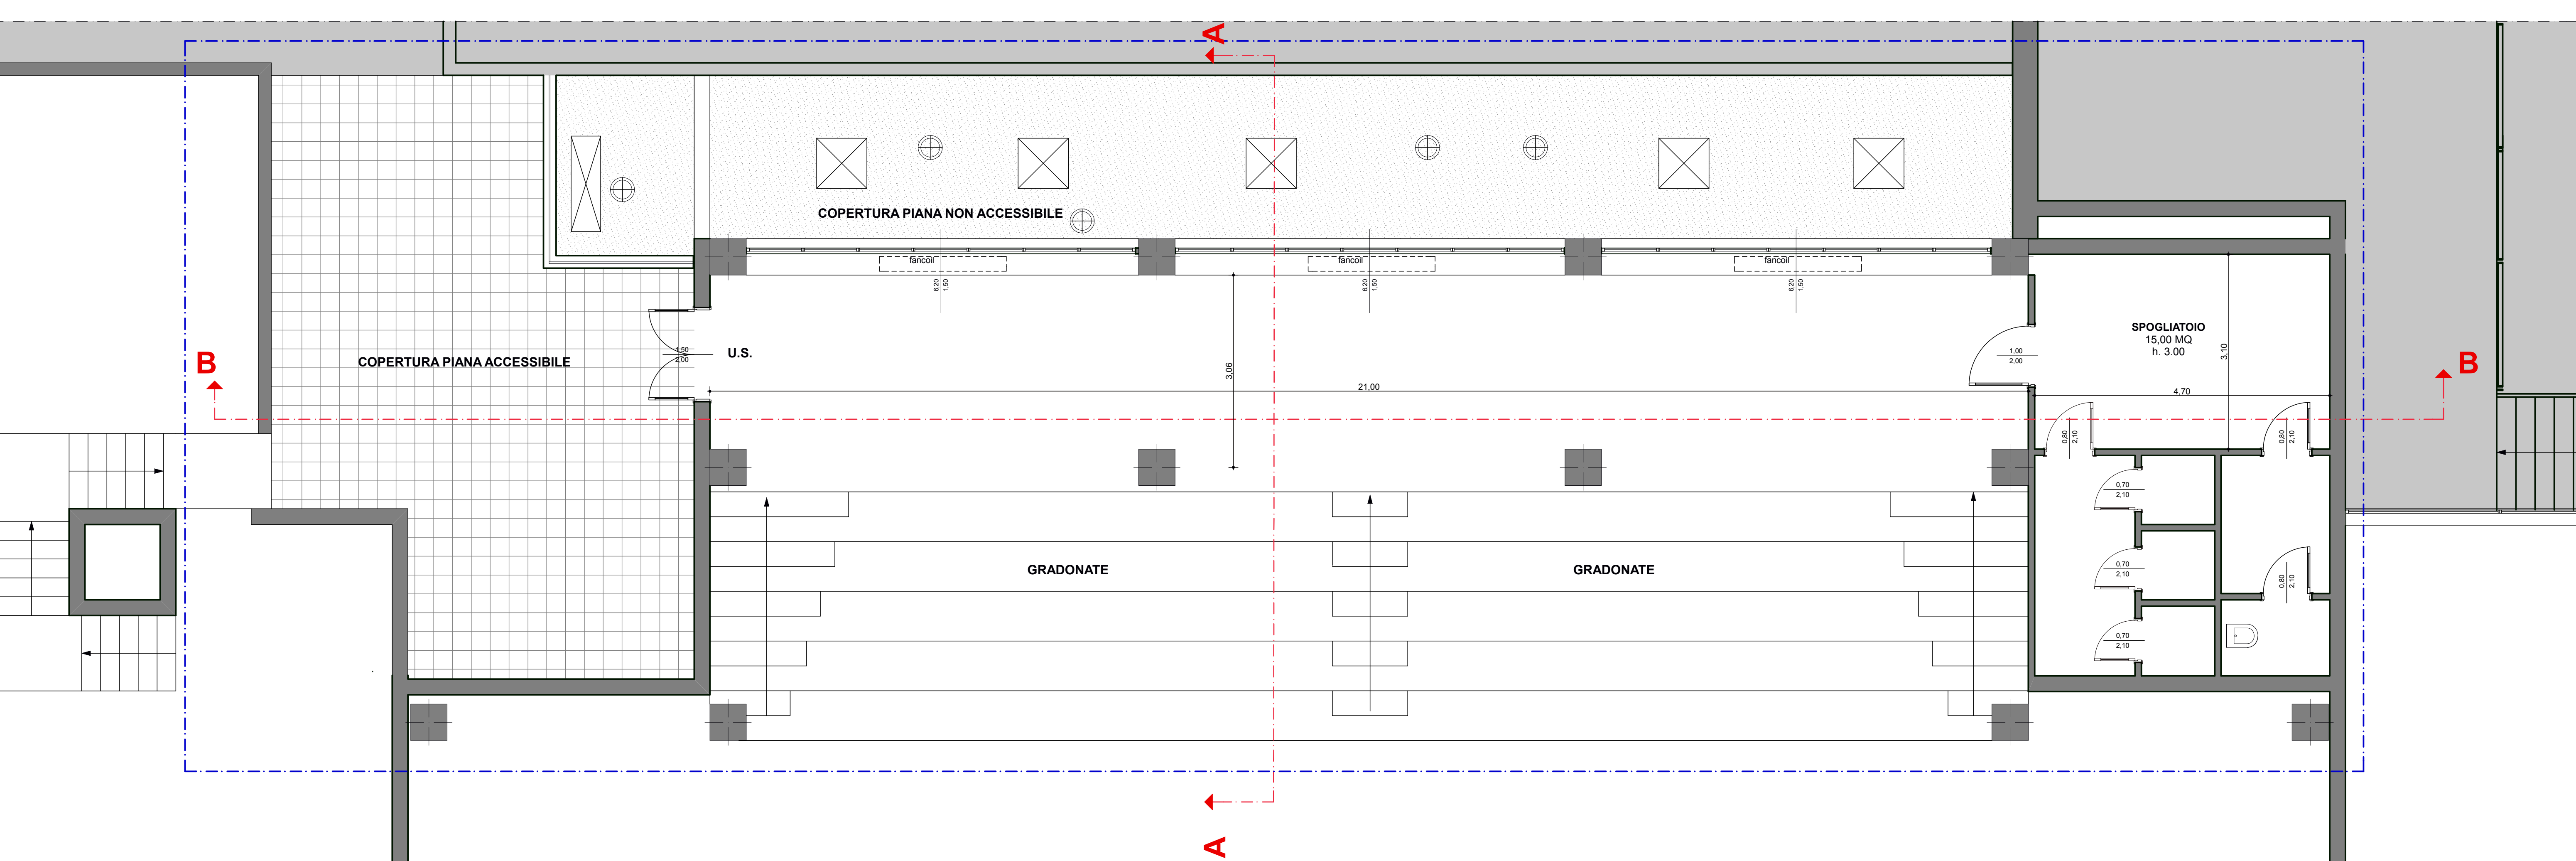 A
COPERTURA PIANA NON ACCESSIBILE
fancoil
fancoil
fancoil
6,20
1,50
6,20
1,50
6,20
1,50
B
COPERTURA PIANA ACCESSIBILE
1,50
2,00
U.S.
3,06
21,00
1,00
2,00
SPOGLIATOIO
15,00 MQ
h. 3.00
3,10
4,70
B
0,80
2,10
0,80
2,10
0,70
2,10
GRADONATE
GRADONATE
0,70
2,10
0,80
2,10
0,70
2,10
A